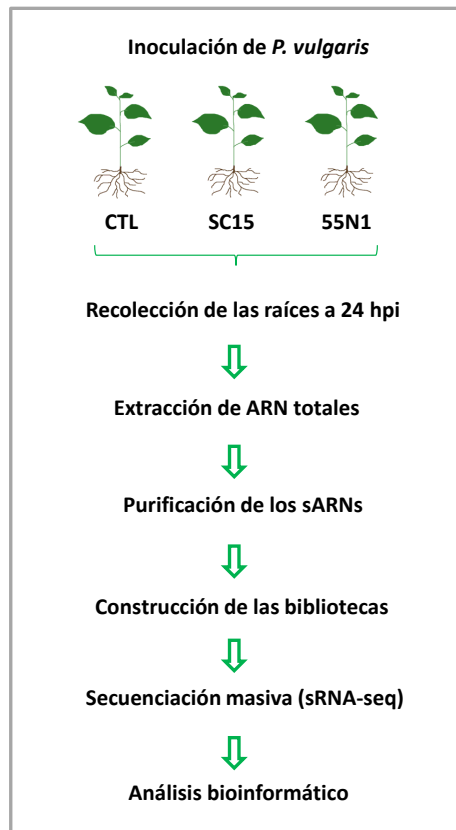 Inoculación de P. vulgaris
CTL SC15 55N1
Recolección de las raíces a 24 hpi
Extracción de ARN totales
Purificación de los sARNs
Construcción de las bibliotecas
Secuenciación masiva (sRNA-seq)
Análisis bioinformático